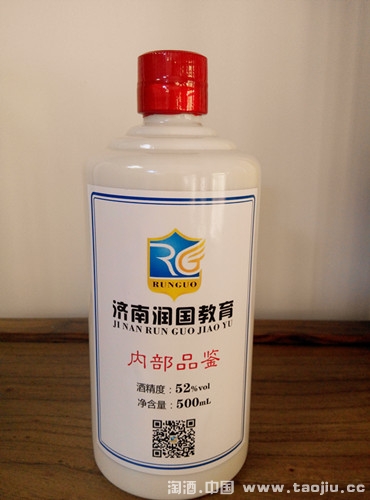 RG
RUNGUO
济南润国教育
JI NAN RUN GUO JIAO YU
内部品鉴
酒精度：52%vol
净含量：500mL
淘酒.中国 www.taojiu.cc